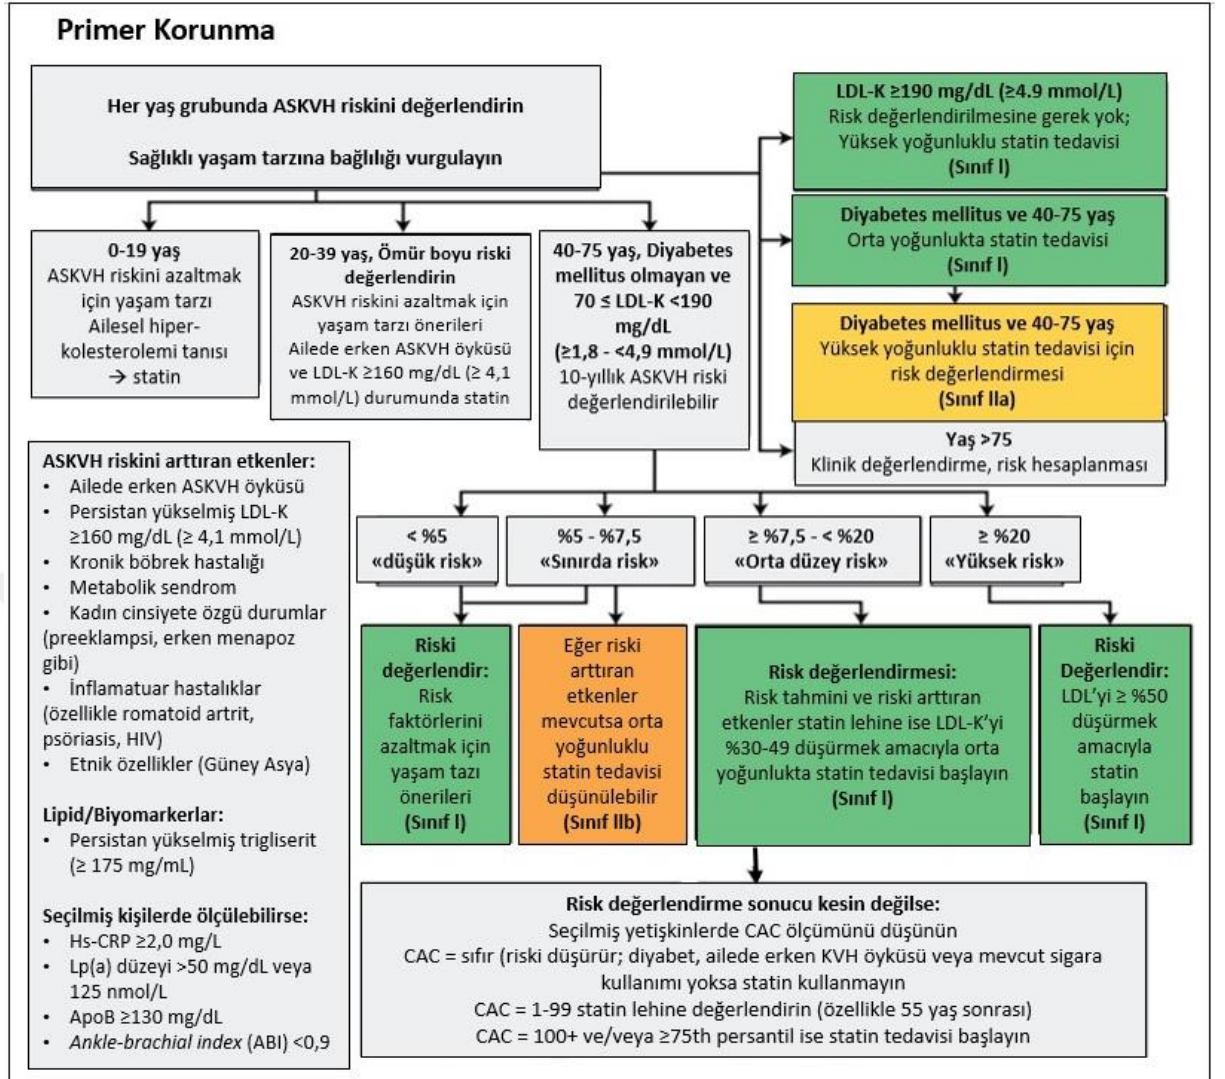 Primer Korunma
Her yaş grubunda ASKVH riskini değerlendirin
Sağlıklı yaşam tarzına bağlılığı vurgulayın
LDL-K ≥190 mg/dL (≥4.9 mmol/L)
Risk değerlendirilmesine gerek yok;
Yüksek yoğunluklu statin tedavisi
(Sınıf I)
Diyabetes mellitus ve 40-75 yaş
Orta yoğunlukta statin tedavisi
(Sınıf I)
Diyabetes mellitus ve 40-75 yaş
Yüksek yoğunluklu statin tedavisi için
risk değerlendirmesi
(Sınıf IIa)
Yaş >75
Klinik değerlendirme, risk hesaplanması
0-19 yaş
ASKVH riskini azaltmak
için yaşam tarzı
Ailesel hiper-
kolesterolemi tanısı
→ statin
20-39 yaş, Ömür boyu riski
değerlendirin
ASKVH riskini azaltmak için
yaşam tarzı önerileri
Ailede erken ASKVH öyküsü
ve LDL-K ≥160 mg/dL (≥ 4,1
mmol/L) durumunda statin
40-75 yaş, Diyabetes
mellitus olmayan ve
70 ≤ LDL-K <190
mg/dL
(≥1,8 - <4,9 mmol/L)
10-yıllık ASKVH riski
değerlendirilebilir
ASKVH riskini arttıran etkenler:
• Ailede erken ASKVH öyküsü
• Persistan yükselmiş LDL-K
≥160 mg/dL (≥ 4,1 mmol/L)
• Kronik böbrek hastalığı
• Metabolik sendrom
• Kadın cinsiyete özgü durumlar
(preeklampsi, erken menapoz
gibi)
• İnflamatuar hastalıklar
(özellikle romatoid artrit,
psöriasis, HIV)
• Etnik özellikler (Güney Asya)
Lipid/Biyomarkerlar:
• Persistan yükselmiş trigliserit
(≥ 175 mg/mL)
Seçilmiş kişilerde ölçülebilirse:
• Hs-CRP ≥2,0 mg/L
• Lp(a) düzeyi >50 mg/dL veya
125 nmol/L
• ApoB ≥130 mg/dL
• Ankle-brachial index (ABI) <0,9
< %5
«düşük risk»
%5 - %7,5
«Sınırda risk»
≥ %7,5 - < %20
«Orta düzey risk»
≥ %20
«Yüksek risk»
Riski
değerlendir:
Risk
faktörlerini
azaltmak için
yaşam tazı
önerileri
(Sınıf I)
Eğer riski
arttıran
etkenler
mevcutsa orta
yoğunluklu
statin tedavisi
düşünülebilir
(Sınıf IIb)
Risk değerlendirmesi:
Risk tahmini ve riski arttıran
etkenler statin lehine ise LDL-K'yi
%30-49 düşürmek amacıyla orta
yoğunlukta statin tedavisi başlayın
(Sınıf I)
Riski
Değerlendir:
LDL'yi ≥ %50
düşürmek
amacıyla
statin
başlayın
(Sınıf I)
Risk değerlendirme sonucu kesin değilse:
Seçilmiş yetişkinlerde CAC ölçümünü düşünün
CAC = sıfır (riski düşürür; diyabet, ailede erken KVH öyküsü veya mevcut sigara
kullanımı yoksa statin kullanmayın
CAC = 1-99 statin lehine değerlendirin (özellikle 55 yaş sonrası)
CAC = 100+ ve/veya ≥75th persantil ise statin tedavisi başlayın